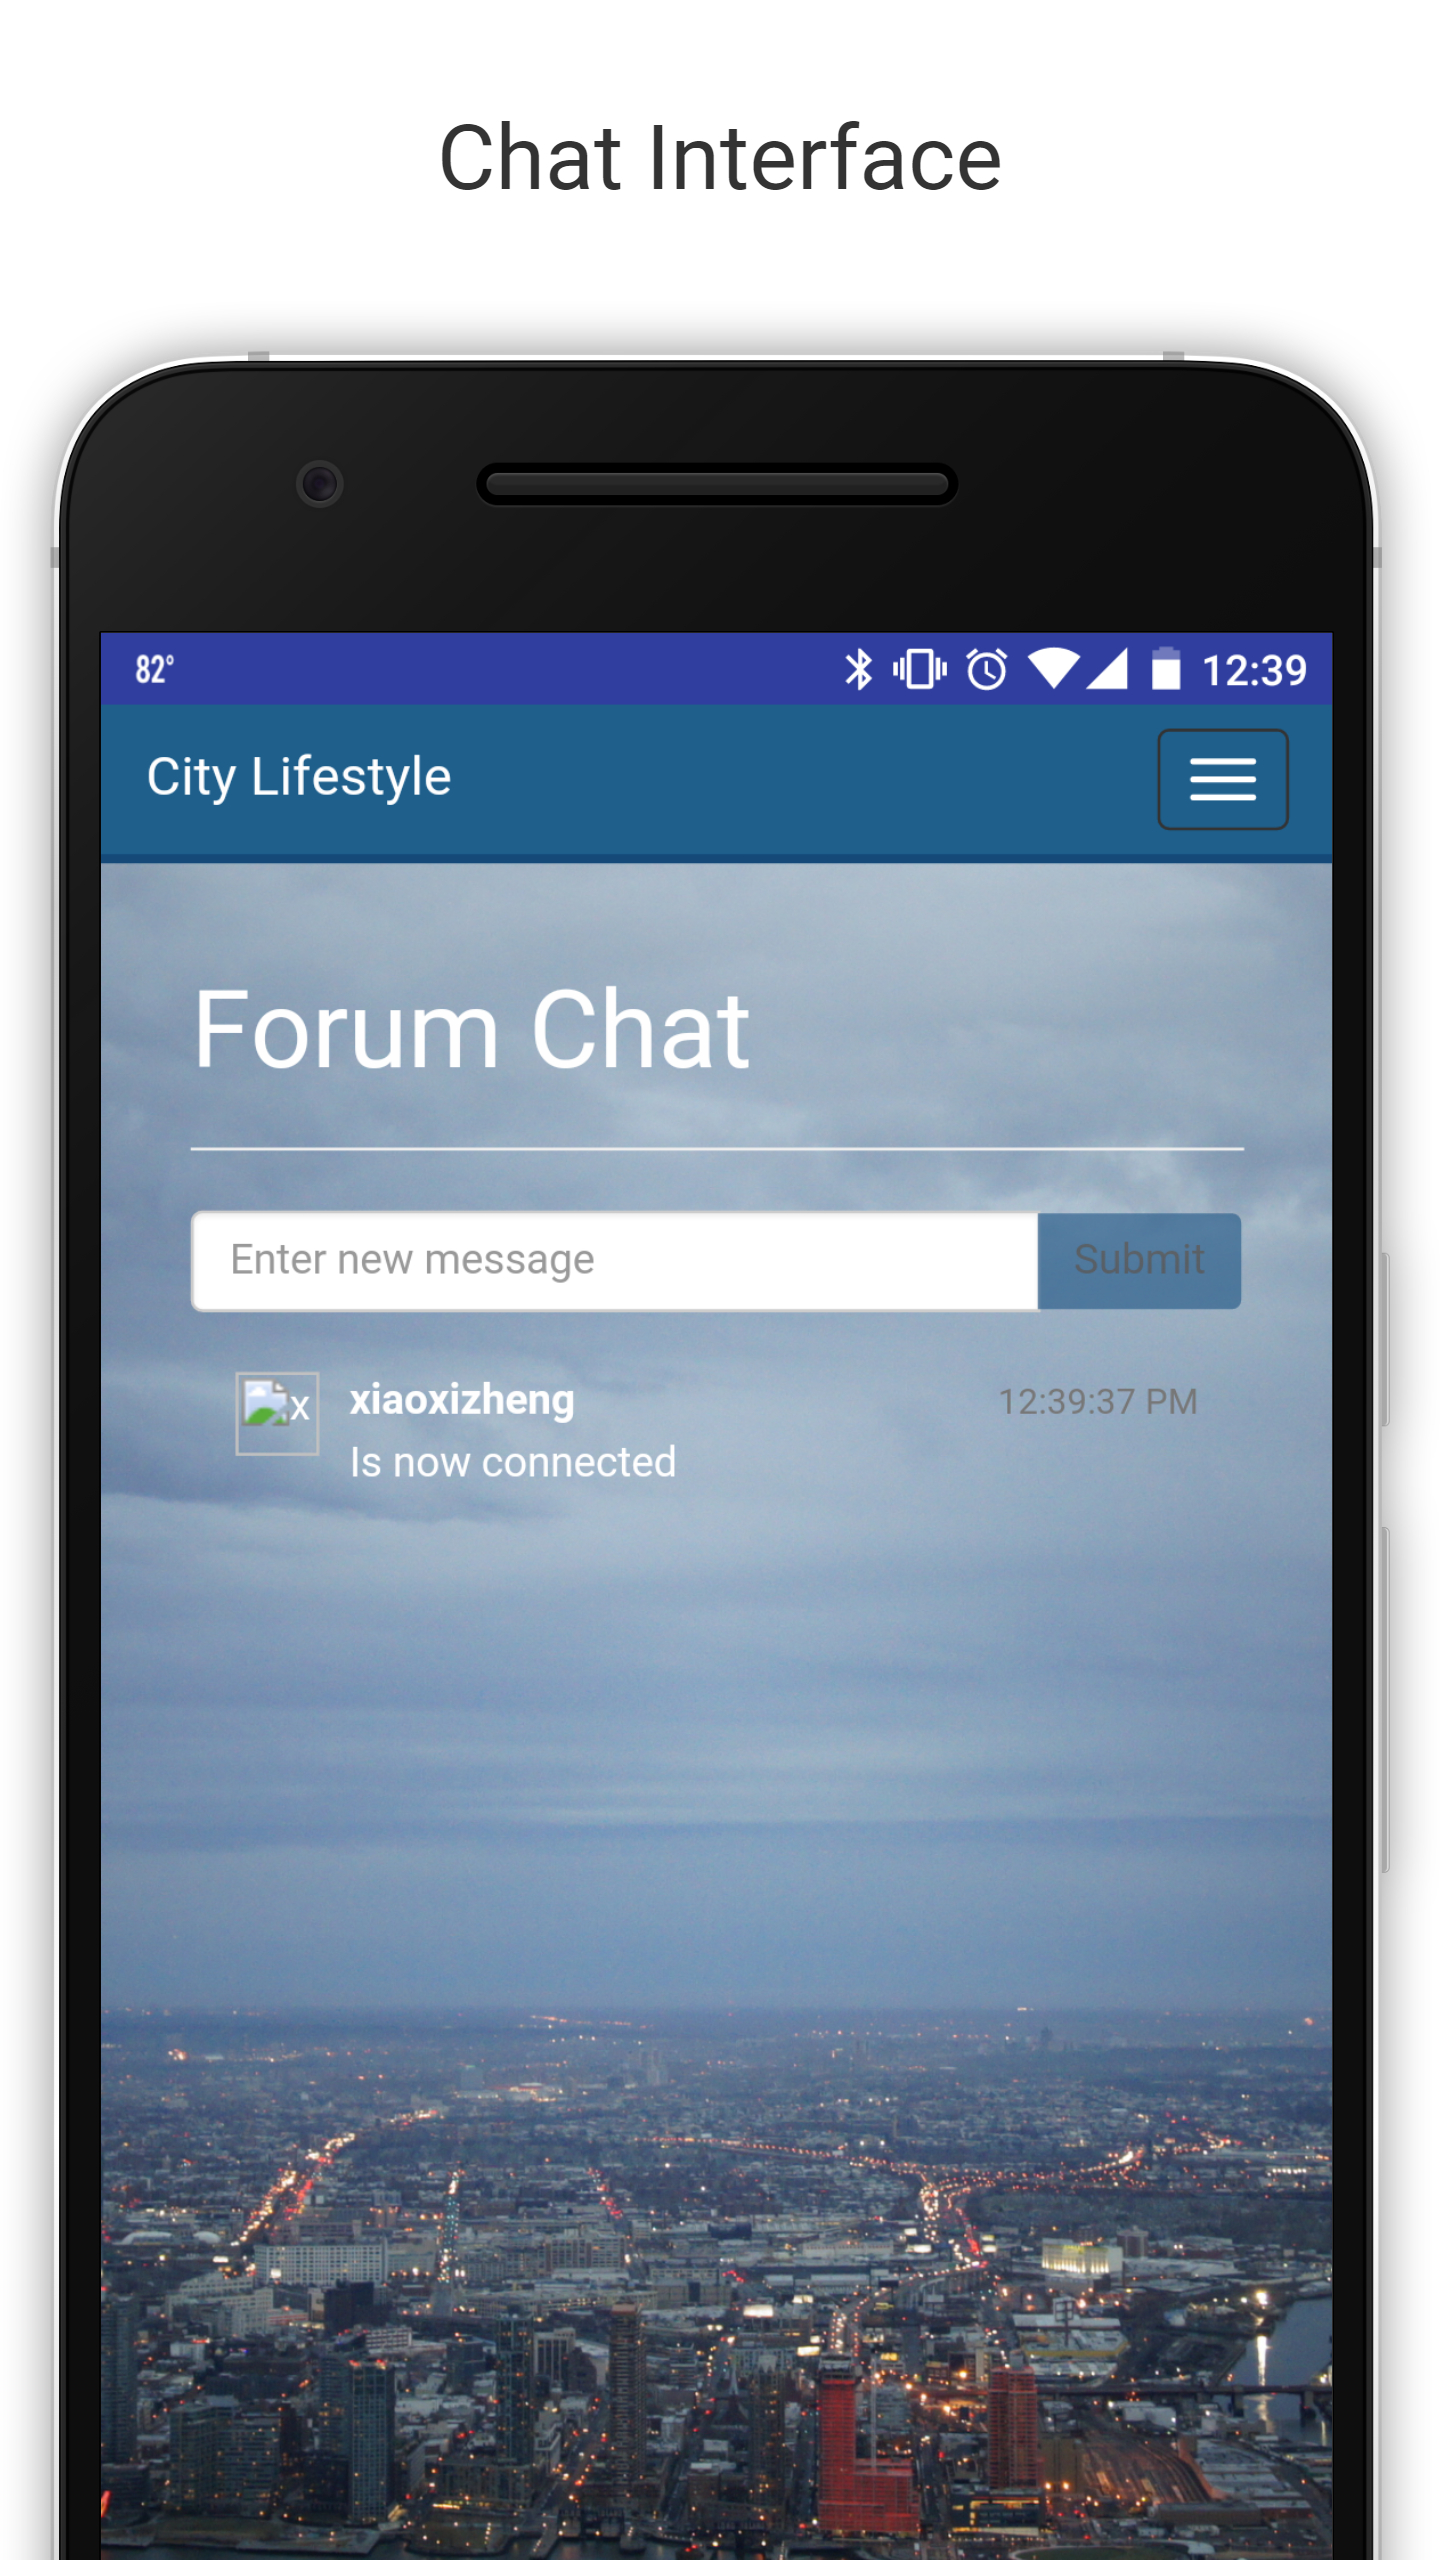 Chat Interface
82°
12:39
City Lifestyle
Forum Chat
Enter new message
Submit
x
xiaoxizheng
12:39:37 PM
Is now connected